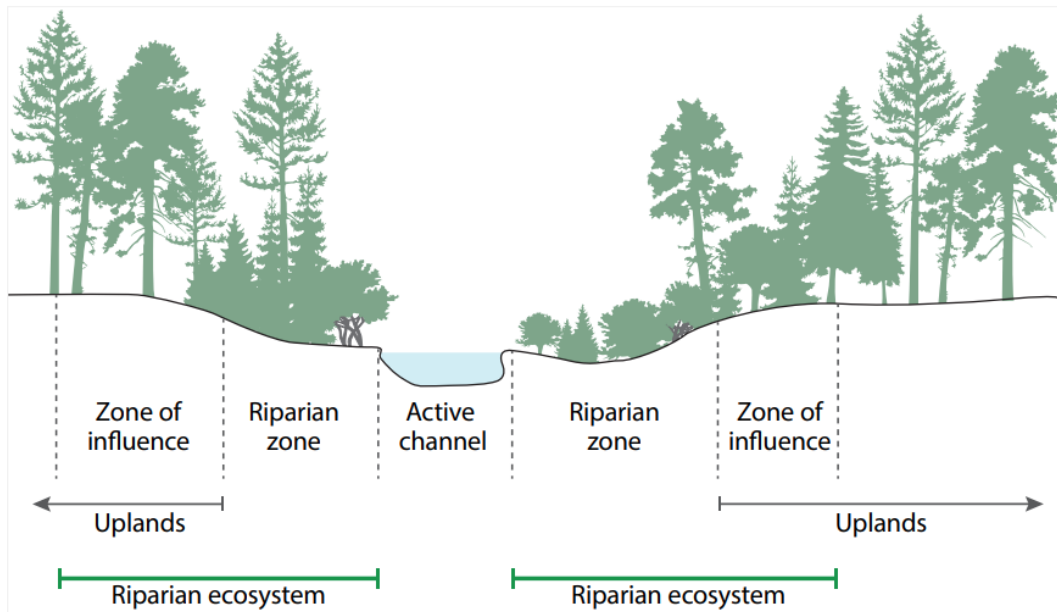 Zone of
influence
Riparian
zone
Active
channel
Riparian
zone
Zone of
influence
Uplands
Uplands
Riparian ecosystem
Riparian ecosystem